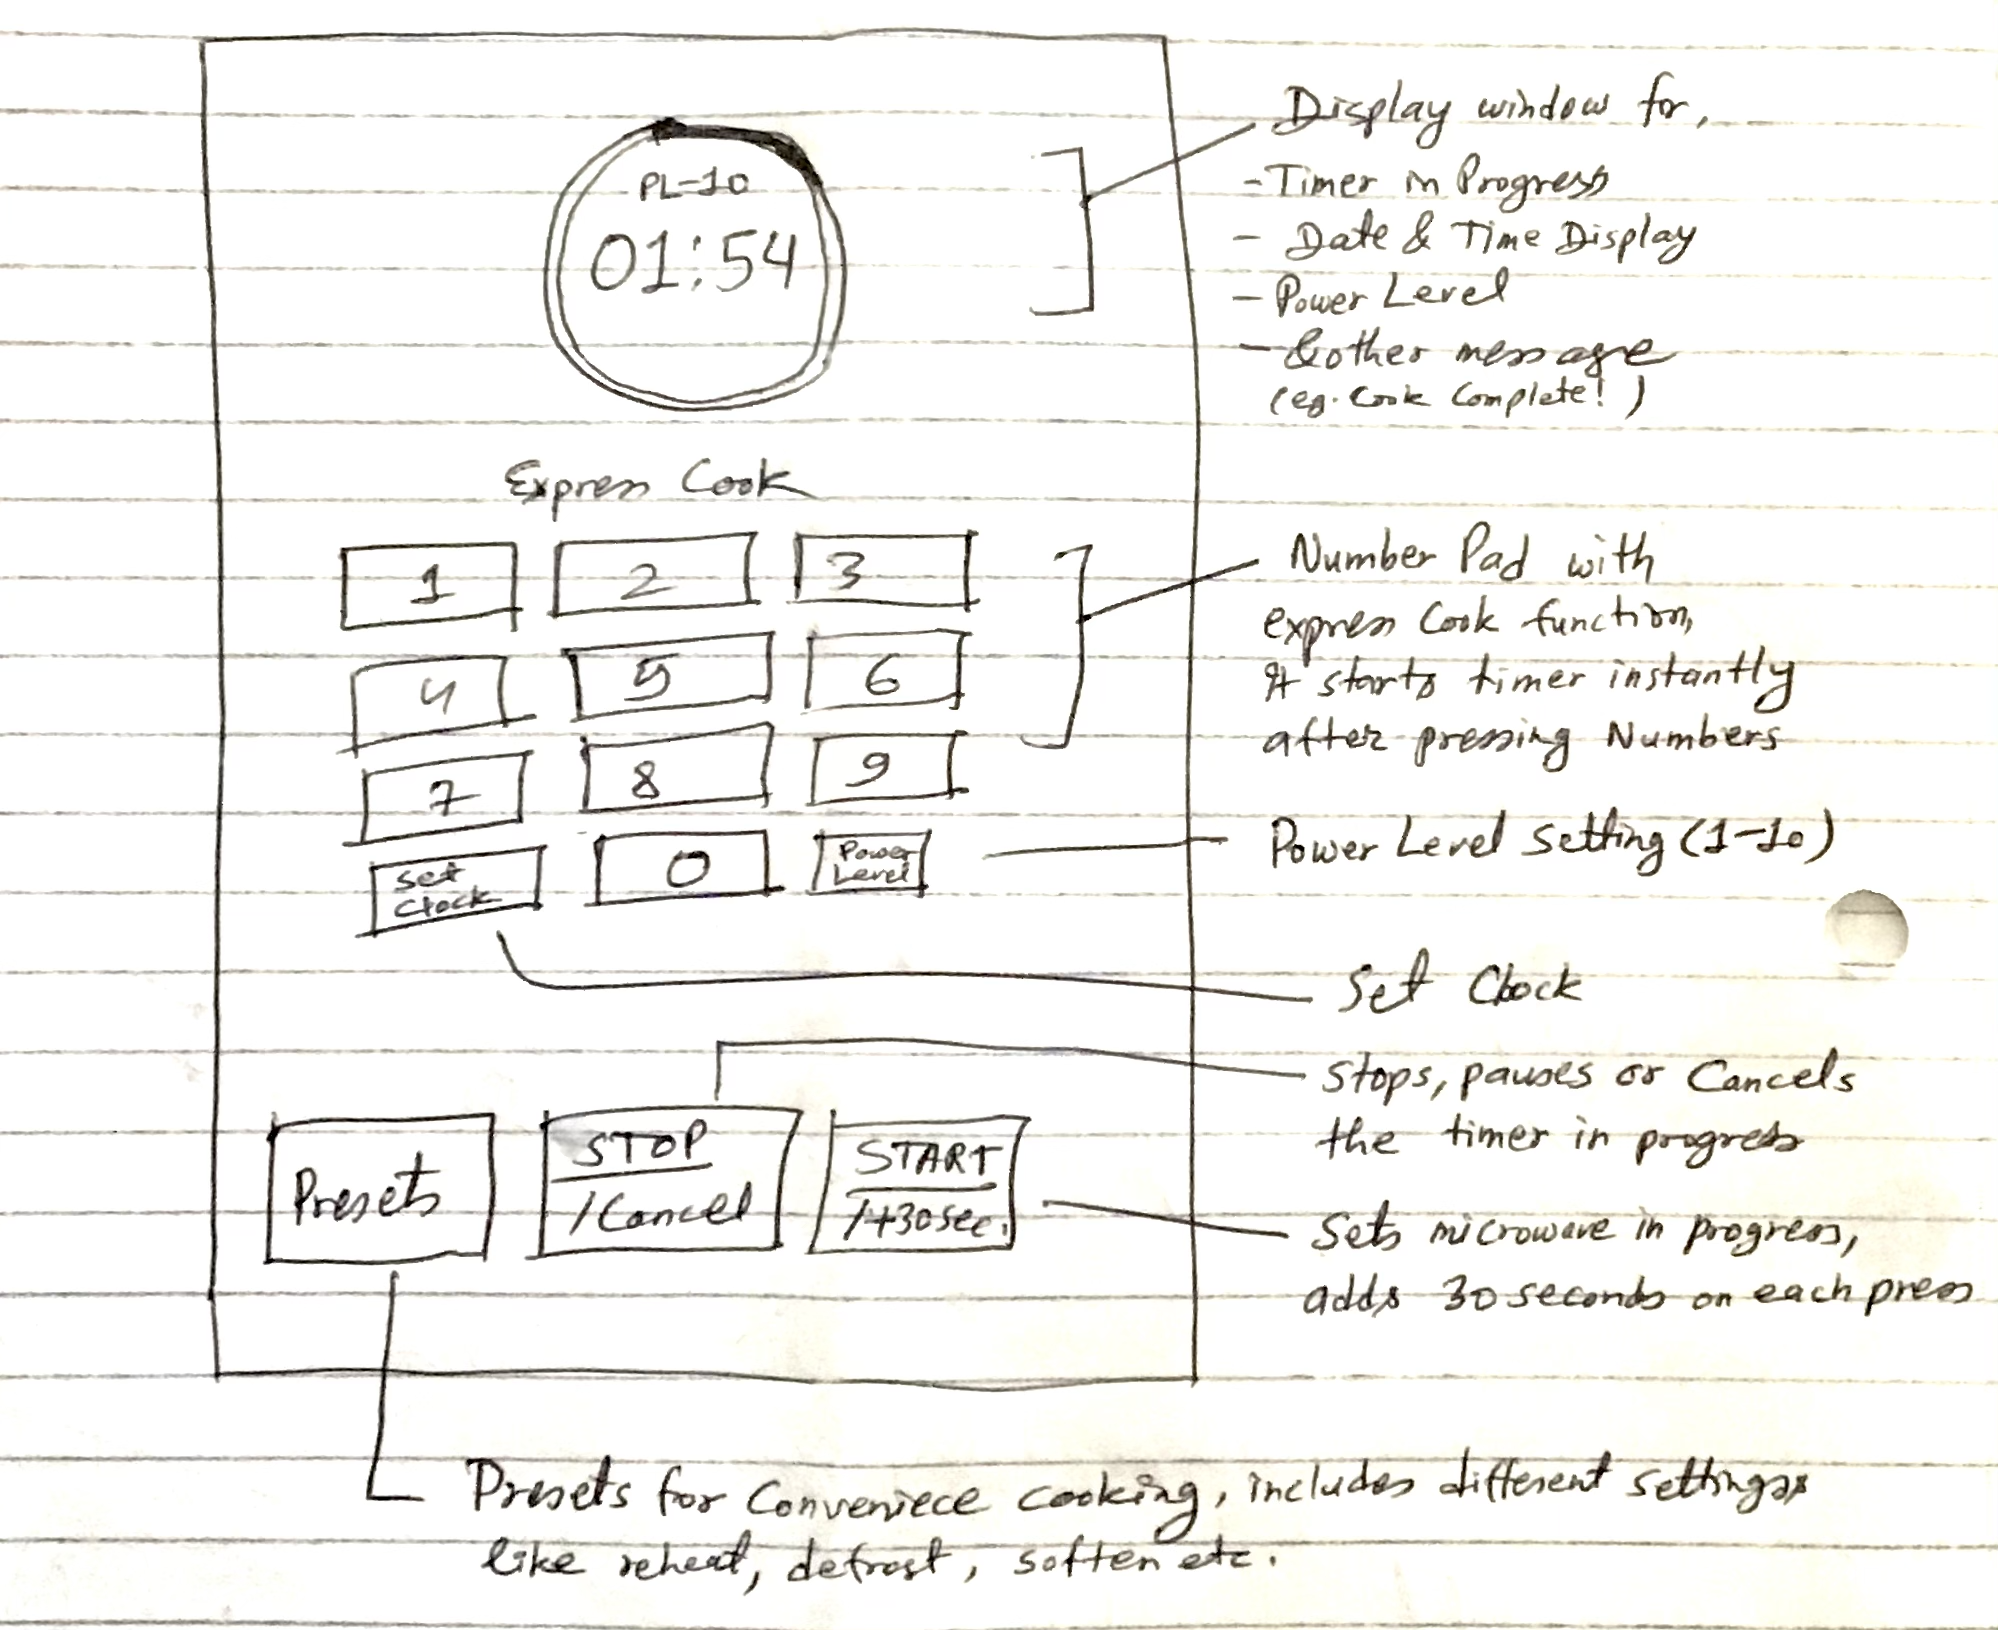 PL-10
01:54
Display window for,
- Timer in Progress
- Date & Time Display
- Power Level
- & other message
(eg. Cook Complete! )
Express Cook
1 2 3
4 5 6
7 8 9
Set
Clock
0
Power
Level
Number Pad with
express Cook function,
It starts timer instantly
after pressing Numbers
Power Level Setting (1-10)
Set Clock
Stops, pauses or Cancels
the timer in progress
Presets
STOP
/Cancel
START
/+30sec.
Sets microwave in progress,
adds 30 seconds on each press
Presets for Conveniece cooking, includes different settings
like reheat, defrost, soften etc.